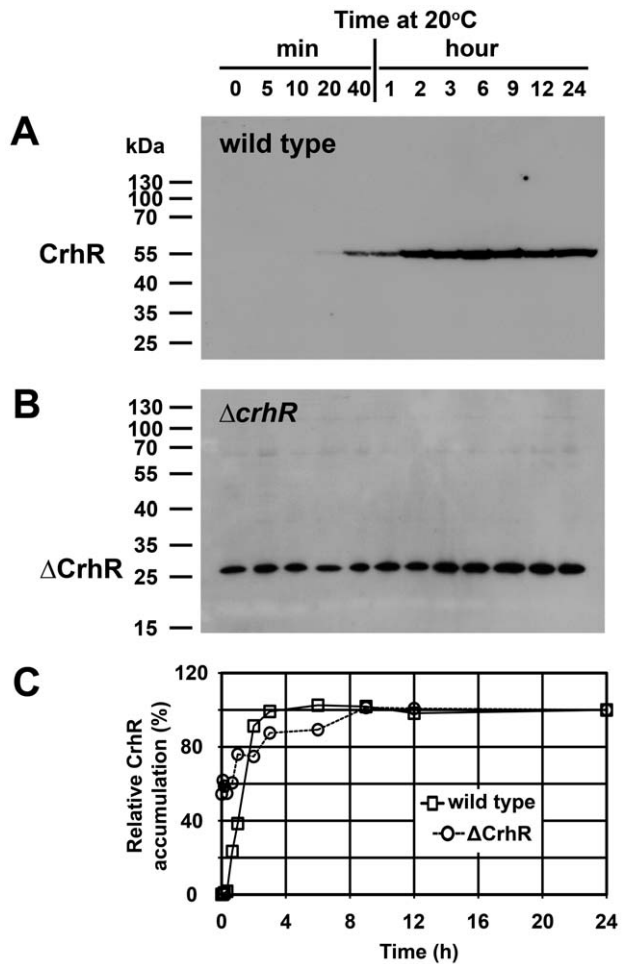 Time at 20°C
min hour
0 5 10 20 40 1 2 3 6 9 12 24
A
kDa
wild type
130
100
70
CrhR
55
40
35
25
B
ΔcrhR
130
100
70
55
40
35
ΔCrhR
25
15
C
Relative CrhR
accumulation (%)
120
80
40
0
wild type
ΔCrhR
0 4 8 12 16 20 24
Time (h)